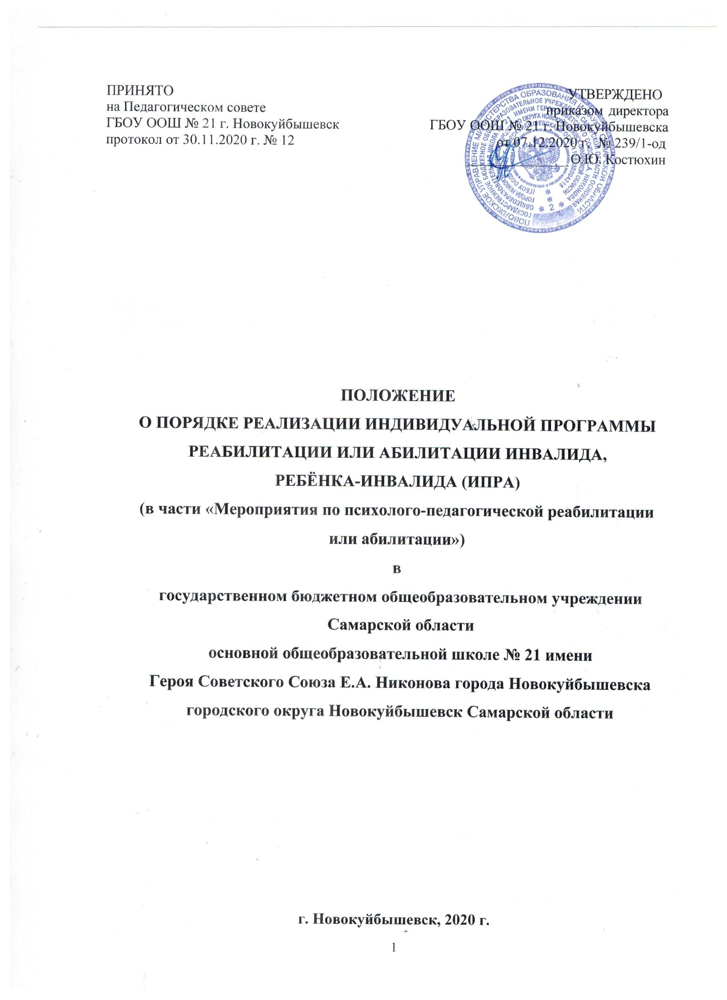 ПРИНЯТО
на Педагогическом совете
ГБОУ ООШ № 21 г. Новокуйбышевск
протокол от 30.11.2020 г. № 12
УТВЕРЖДЕНО
приказом директора
ГБОУ ООШ № 21 г. Новокуйбышевска
от 07.12.2020 г. № 239/1-од
О.Ю. Костюхин
ПОЛОЖЕНИЕ
О ПОРЯДКЕ РЕАЛИЗАЦИИ ИНДИВИДУАЛЬНОЙ ПРОГРАММЫ
РЕАБИЛИТАЦИИ ИЛИ АБИЛИТАЦИИ ИНВАЛИДА,
РЕБЁНКА-ИНВАЛИДА (ИПРА)
(в части «Мероприятия по психолого-педагогической реабилитации
или абилитации»)
в
государственном бюджетном общеобразовательном учреждении
Самарской области
основной общеобразовательной школе № 21 имени
Героя Советского Союза Е.А. Никонова города Новокуйбышевска
городского округа Новокуйбышевск Самарской области
г. Новокуйбышевск, 2020 г.
1